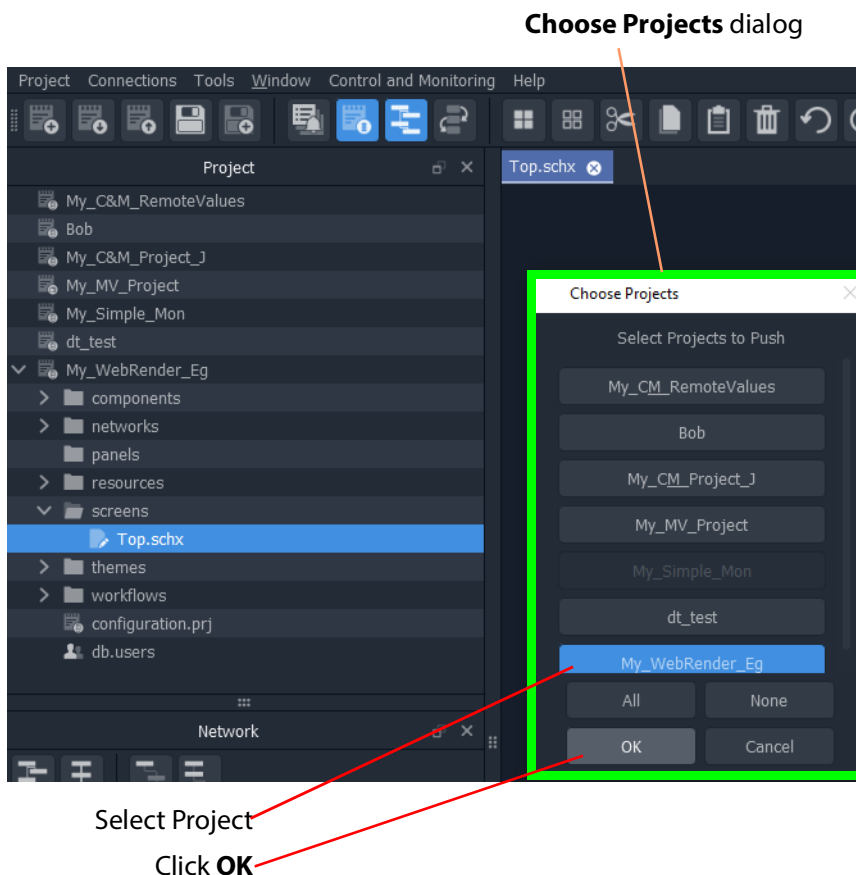 Choose Projects dialog
Project Connections Tools Window Control and Monitoring Help
Project
Top.schx
My_C&M_RemoteValues
Bob
My_C&M_Project_J
My_MV_Project
My_Simple_Mon
dt_test
My_WebRender_Eg
components
networks
panels
resources
screens
Top.schx
themes
workflows
configuration.prj
db.users
Network
Choose Projects
Select Projects to Push
My_CM_RemoteValues
Bob
My_CM_Project_J
My_MV_Project
My_Simple_Mon
dt_test
My_WebRender_Eg
All None
OK Cancel
Select Project
Click OK